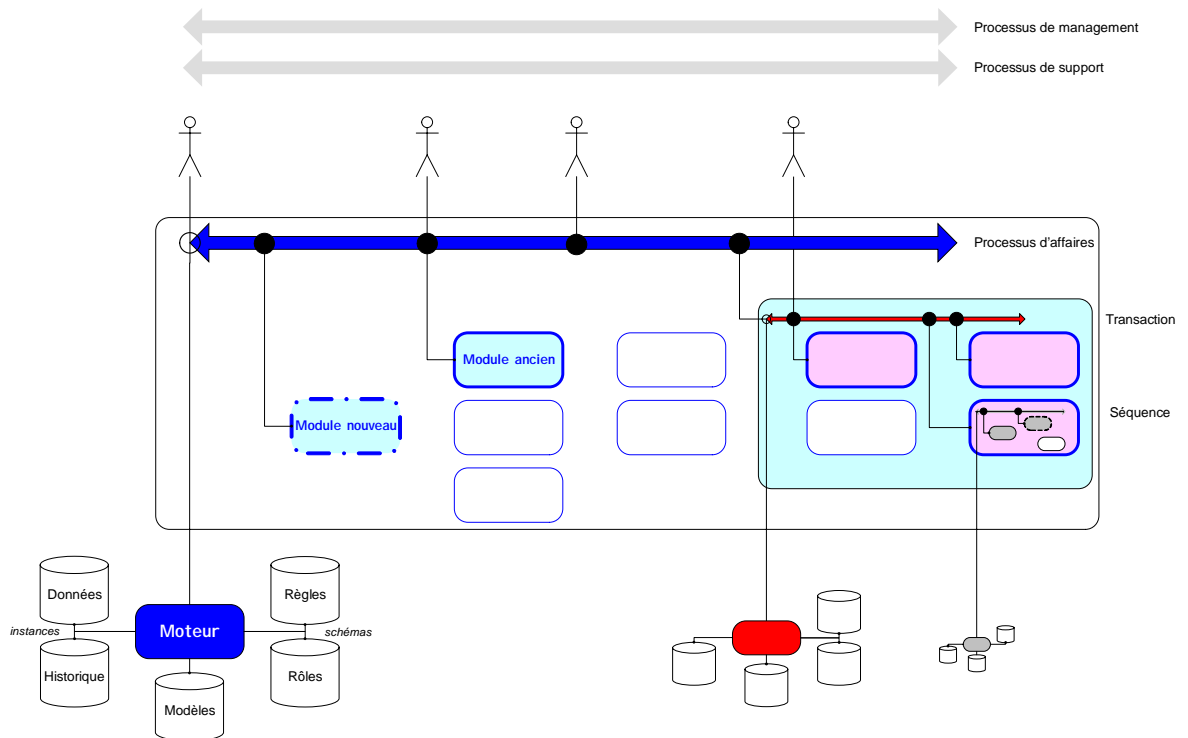 Processus de management
Processus de support
Processus d'affaires
Transaction
Module ancien
Séquence
Module nouveau
Données
Règles
instances
Moteur
schémas
Historique
Rôles
Modèles